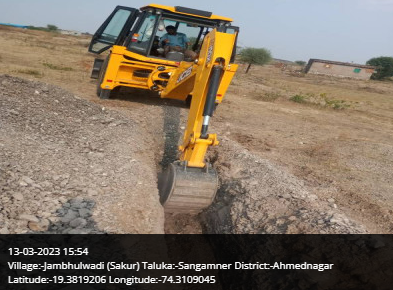 13-03-2023 15:54
Village:-Jambhulwadi (Sakur) Taluka:-Sangamner District:-Ahmednagar
Latitude:-19.3819206 Longitude:-74.3109045